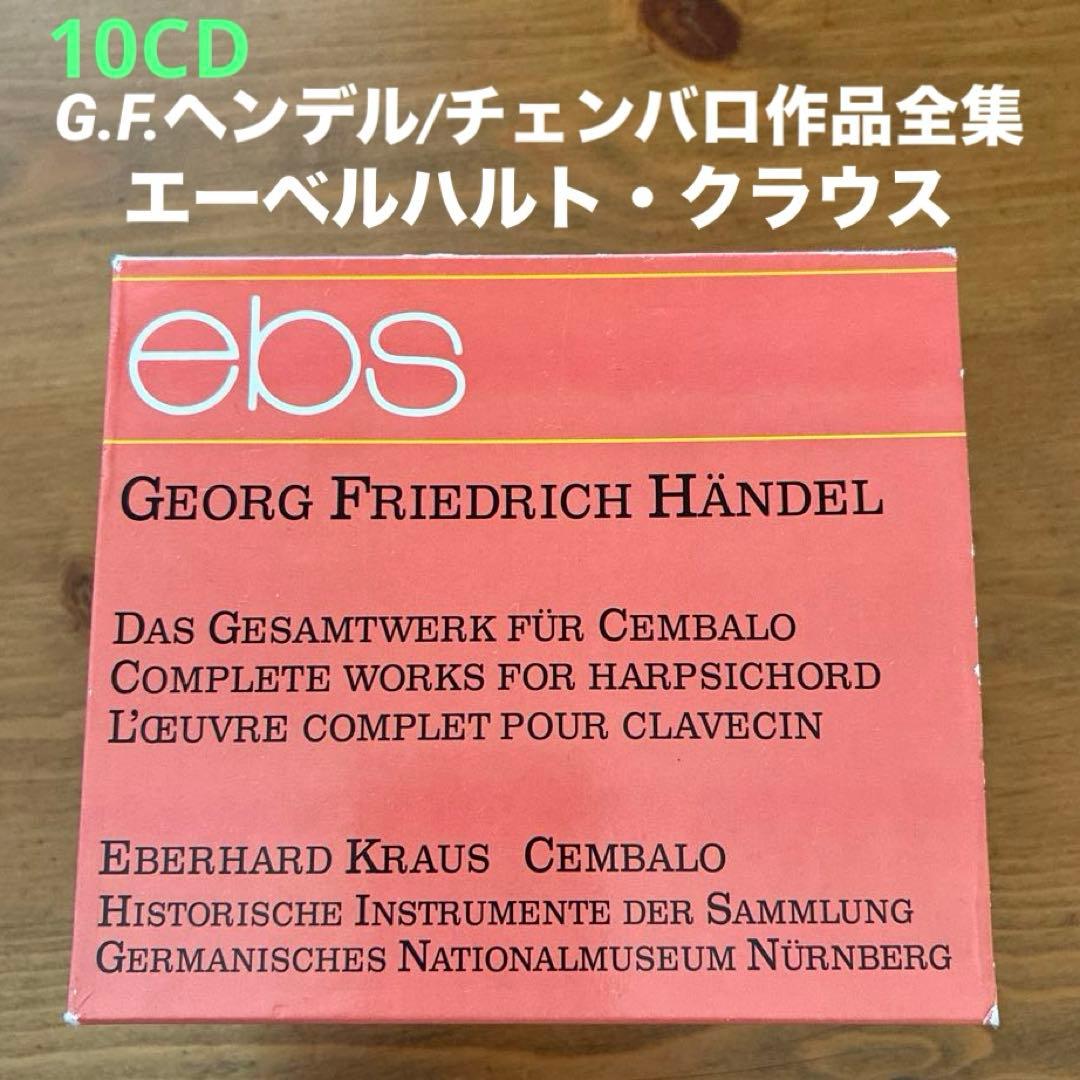 10CD
G.F.ヘンデル/チェンバロ作品全集
エーベルハルト・クラウス
ebs
GEORG FRIEDRICH HÄNDEL
DAS GESAMTWERK FÜR CEMBALO
COMPLETE WORKS FOR HARPSICHORD
L'ŒUVRE COMPLET POUR CLAVECIN
EBERHARD KRAUS CEMBALO
HISTORISCHE INSTRUMENTE DER SAMMLUNG
GERMANISCHES NATIONALMUSEUM NÜRNBERG